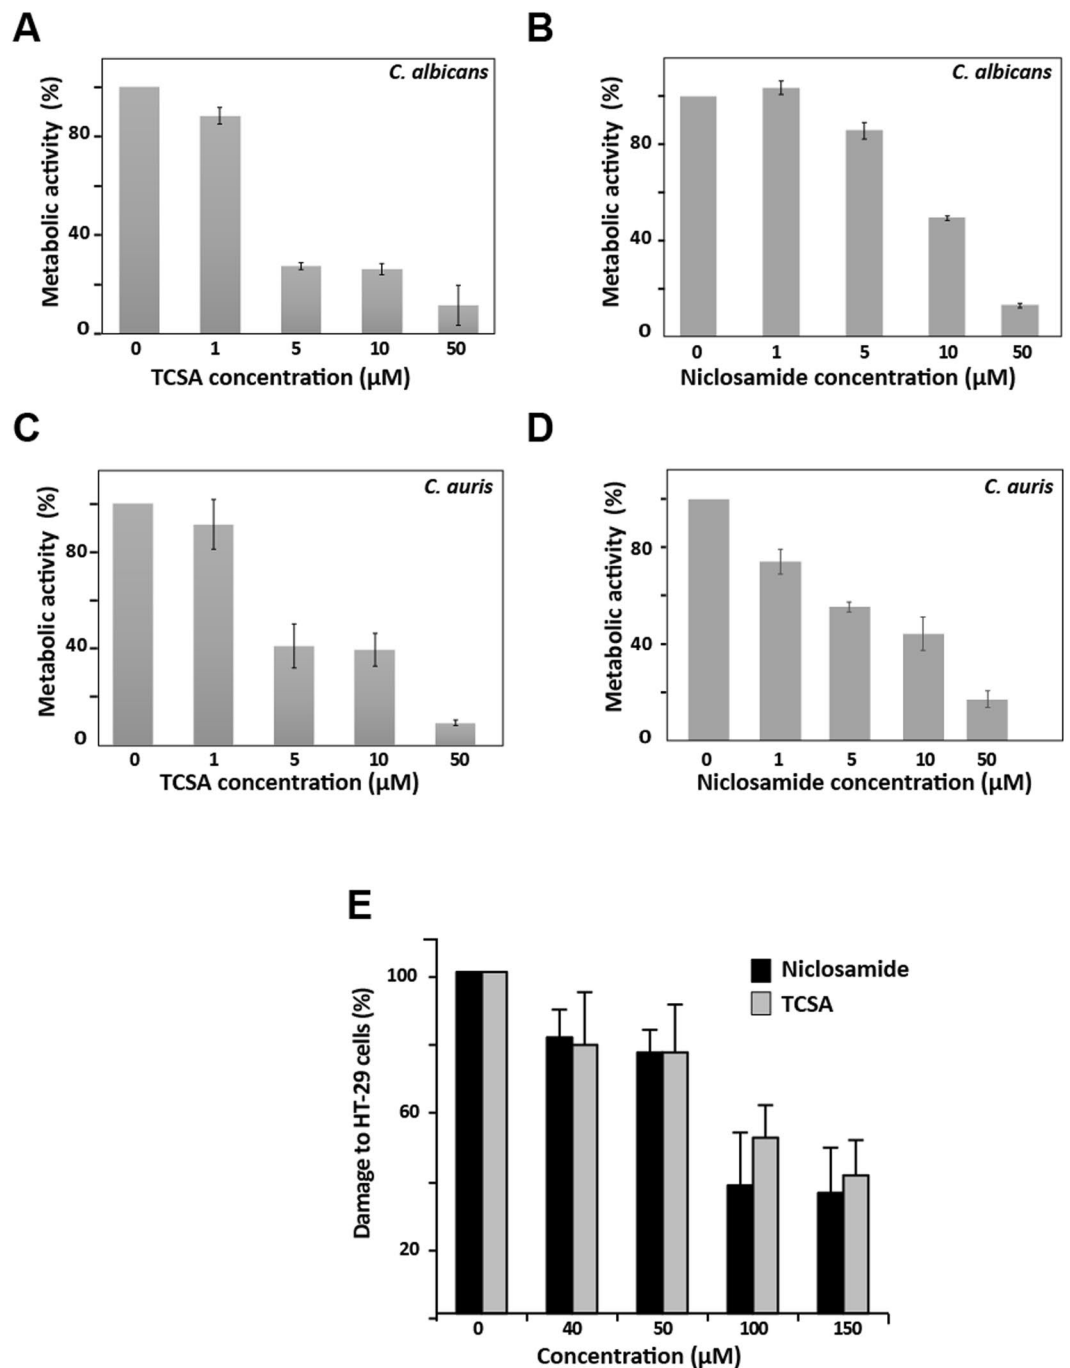 A
C. albicans
Metabolic activity (%)
80
40
0
0 1 5 10 50
TCSA concentration (µM)
B
C. albicans
Metabolic activity (%)
80
40
0
0 1 5 10 50
Niclosamide concentration (µM)
C
C. auris
Metabolic activity (%)
80
40
0
0 1 5 10 50
TCSA concentration (µM)
D
C. auris
Metabolic activity (%)
80
40
0
0 1 5 10 50
Niclosamide concentration (µM)
E
Niclosamide
TCSA
Damage to HT-29 cells (%)
100
60
20
0 40 50 100 150
Concentration (µM)